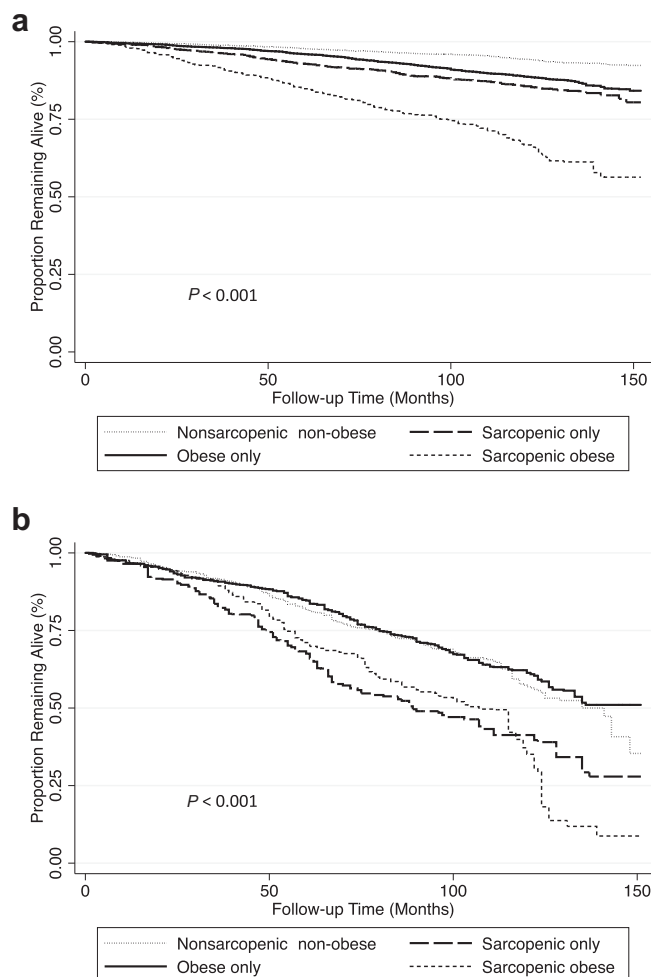 a
Proportion Remaining Alive (%)
1.00
0.75
0.50
0.25
0.00
P < 0.001
0 50 100 150
Follow-up Time (Months)
Nonsarcopenic non-obese Sarcopenic only
Obese only Sarcopenic obese
b
Proportion Remaining Alive (%)
1.00
0.75
0.50
0.25
0.00
P < 0.001
0 50 100 150
Follow-up Time (Months)
Nonsarcopenic non-obese Sarcopenic only
Obese only Sarcopenic obese